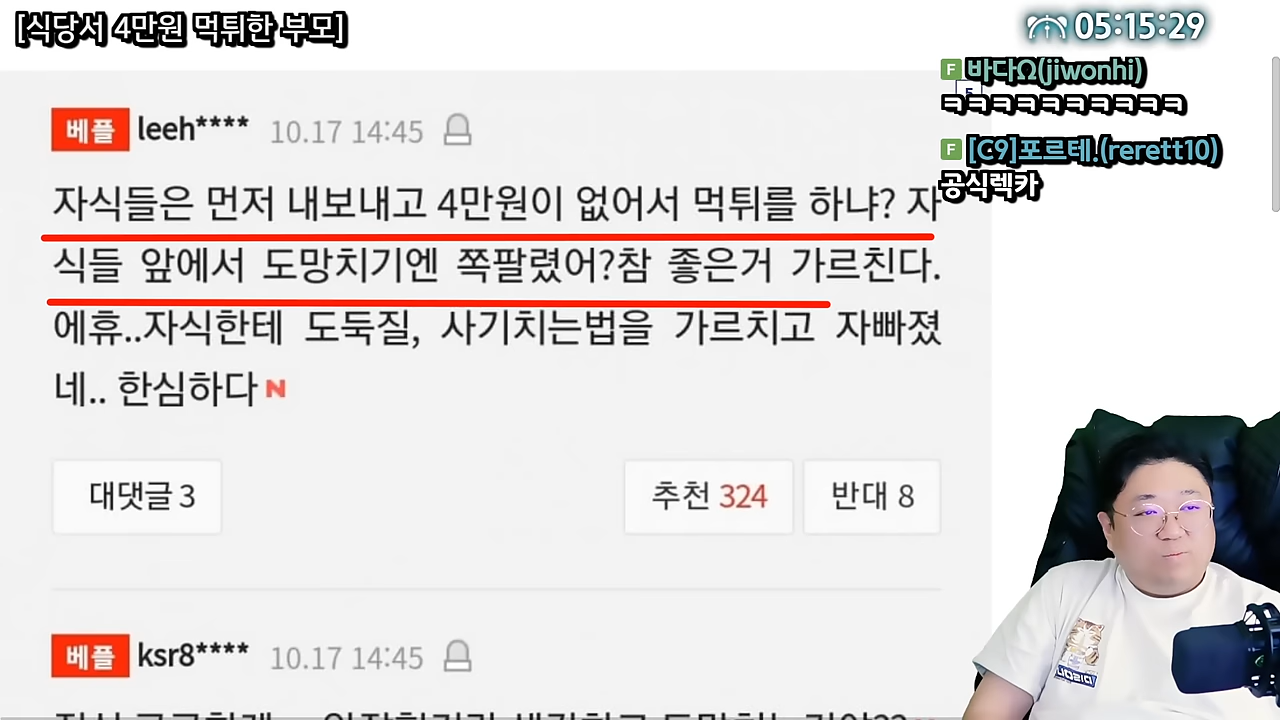 [식당서 4만원 먹튀한 부모]
05:15:29
F 바다Ω(jiwonhi)
ㅋㅋㅋㅋㅋㅋㅋㅋㅋㅋ
F [C9]포르테.(rerett10)
공식렉카
베플 leeh**** 10.17 14:45
자식들은 먼저 내보내고 4만원이 없어서 먹튀를 하냐? 자
식들 앞에서 도망치기엔 쪽팔렸어?참 좋은거 가르친다.
에휴..자식한테 도둑질, 사기치는법을 가르치고 자빠졌
네.. 한심하다 N
대댓글 3
추천 324
반대 8
베플 ksr8**** 10.17 14:45